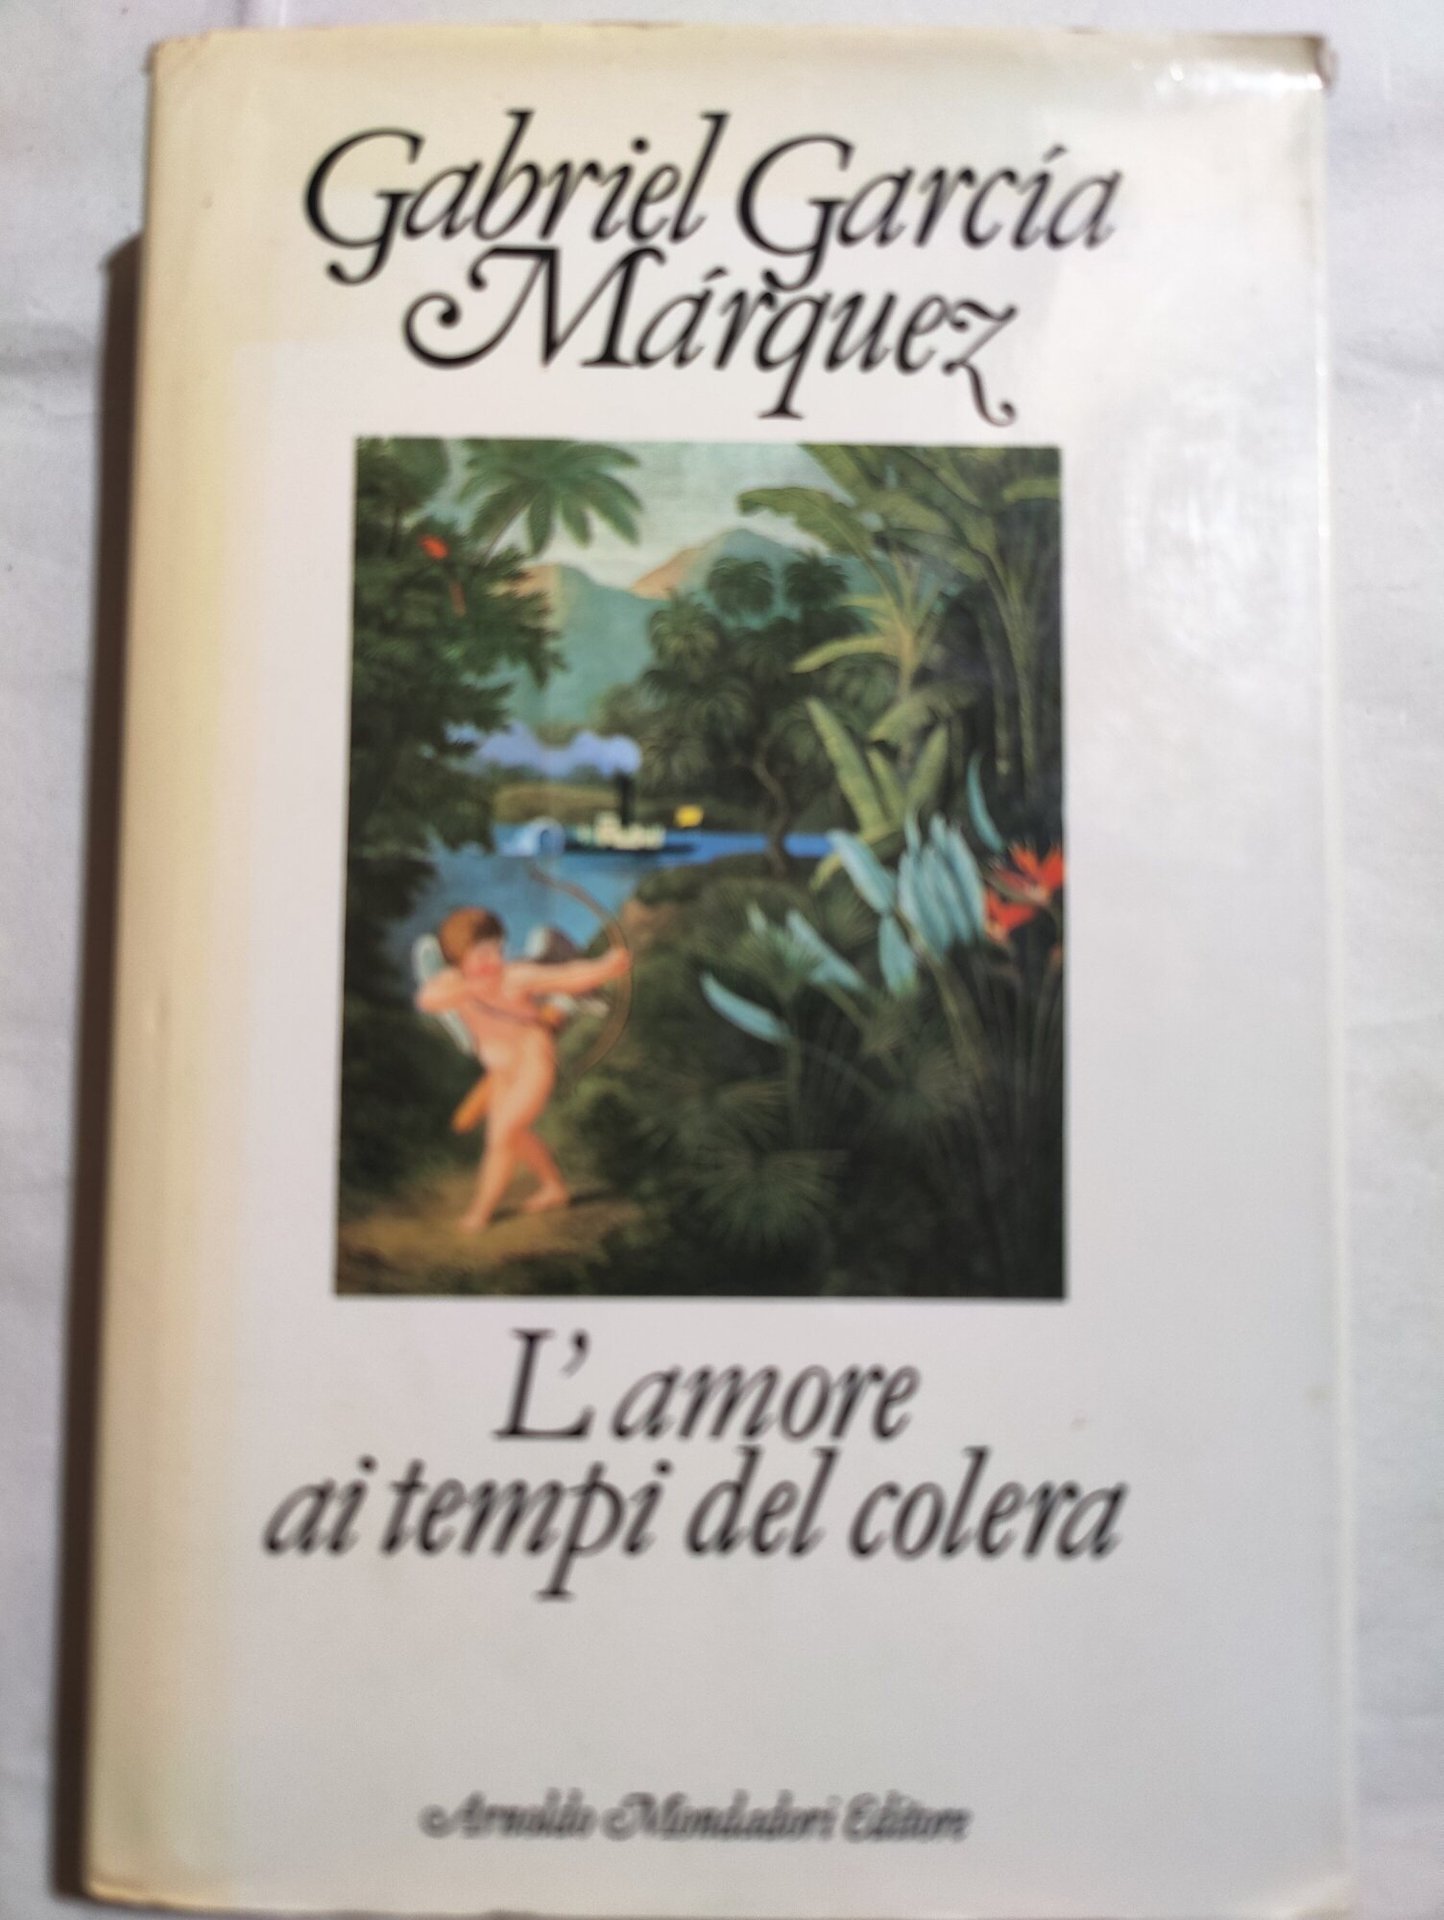 Gabriel García
Márquez
L'amore
ai tempi del colera
Arnoldo Mondadori Editore